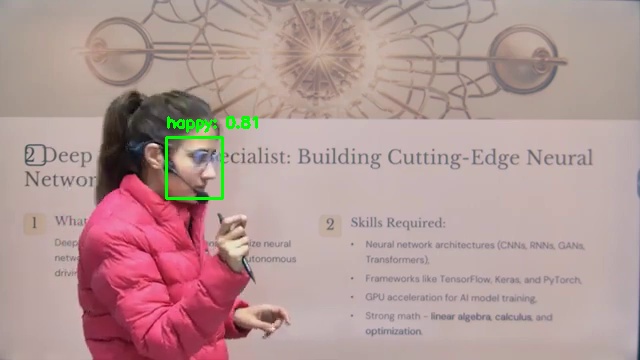 happy: 0.81
2 Deep ecialist: Building Cutting-Edge Neural
Networ
1 What
Deep ize neural
netw utonomous
drivi
2 Skills Required:
• Neural network architectures (CNNs, RNNs, GANs,
Transformers),
• Frameworks like TensorFlow, Keras, and PyTorch,
• GPU acceleration for AI model training,
• Strong math – linear algebra, calculus, and
optimization.